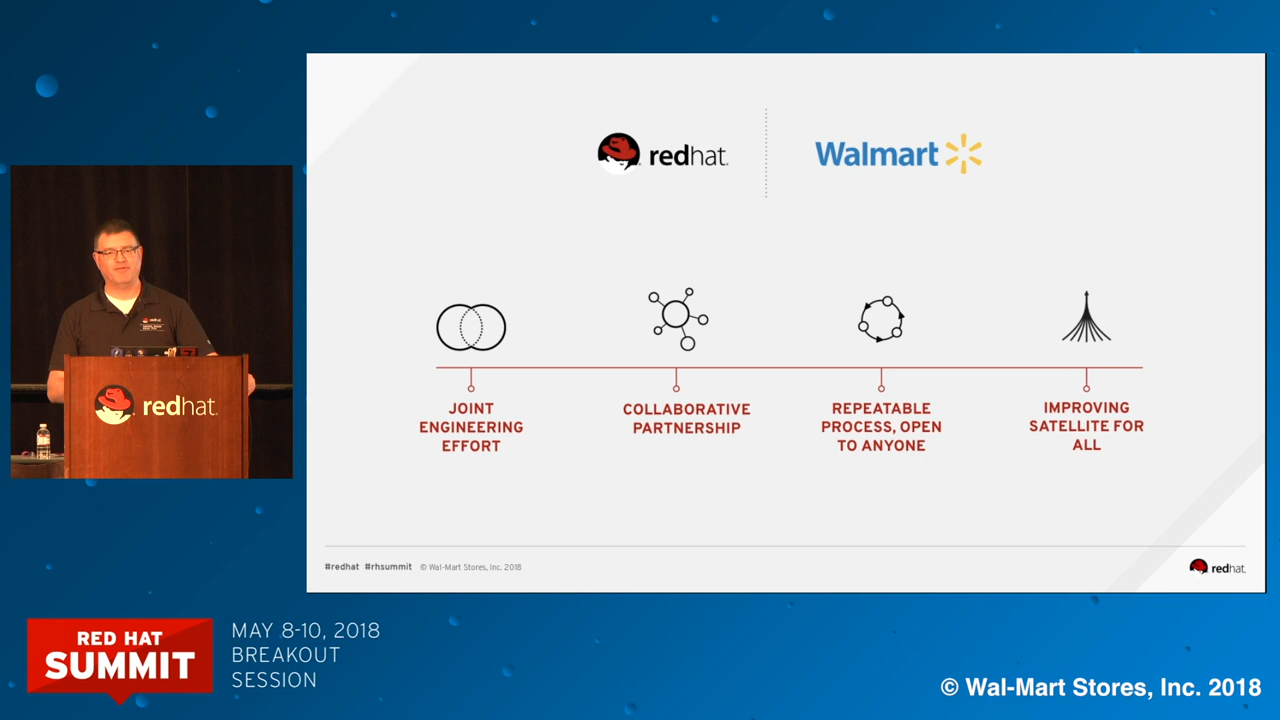 redhat.
Walmart
JOINT
ENGINEERING
EFFORT
COLLABORATIVE
PARTNERSHIP
REPEATABLE
PROCESS, OPEN
TO ANYONE
IMPROVING
SATELLITE FOR
ALL
#redhat #rhsummit © Wal-Mart Stores, Inc. 2018
redhat.
redhat.
RED HAT
SUMMIT
MAY 8-10, 2018
BREAKOUT
SESSION
© Wal-Mart Stores, Inc. 2018